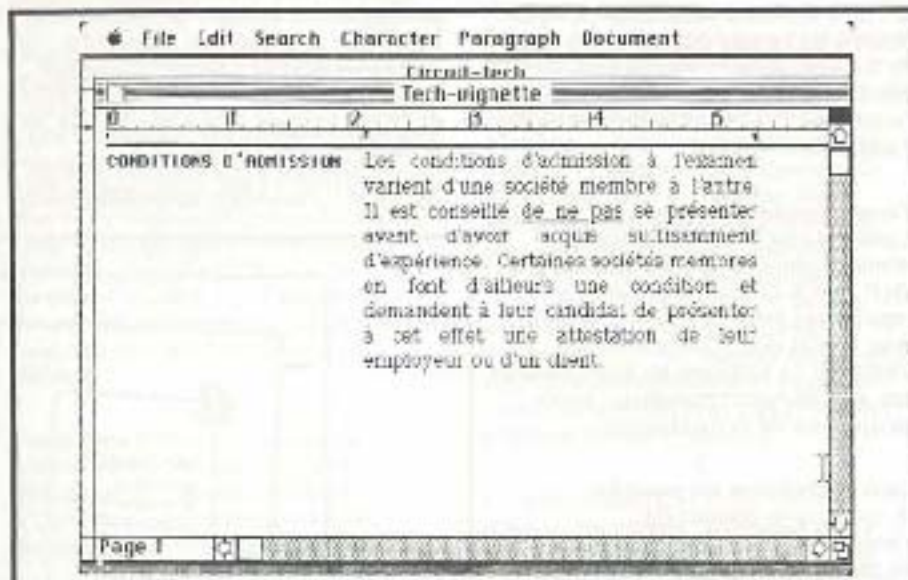 File Edit Search Character Paragraph Document
Circuit-tech
Tech-vignette
0 1 2 3 4 5
CONDITIONS D'ADMISSION
Les conditions d'admission à l'examen
varient d'une société membre à l'autre.
Il est conseillé de ne pas se présenter
avant d'avoir acquis suffisamment
d'expérience. Certaines sociétés membres
en font d'ailleurs une condition et
demandent à leur candidat de présenter
à cet effet une attestation de leur
employeur ou d'un client.
Page 1